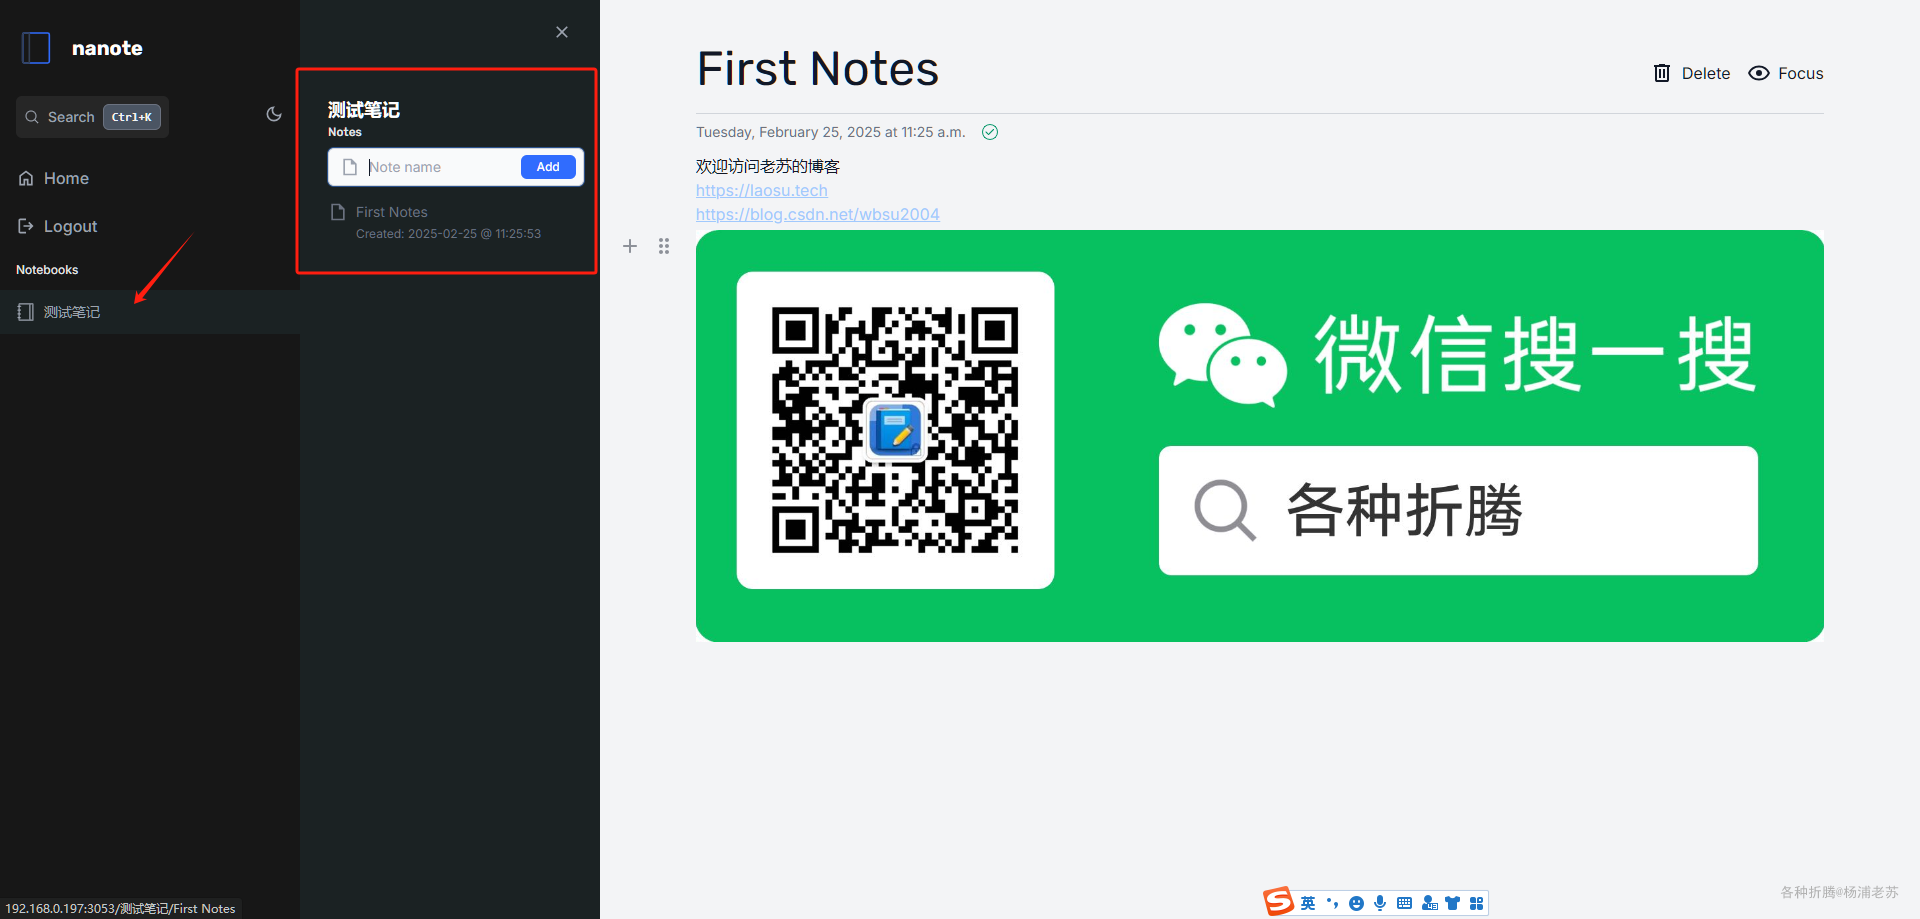 nanote
Search Ctrl+K
Home
Logout
Notebooks
测试笔记
测试笔记
Notes
Note name Add
First Notes
Created: 2025-02-25 @ 11:25:53
First Notes
Delete Focus
Tuesday, February 25, 2025 at 11:25 a.m.
欢迎访问老苏的博客
https://laosu.tech
https://blog.csdn.net/wbsu2004
微信搜一搜
各种折腾
各种折腾@杨浦老苏
S 英
192.168.0.197:3053/测试笔记/First Notes